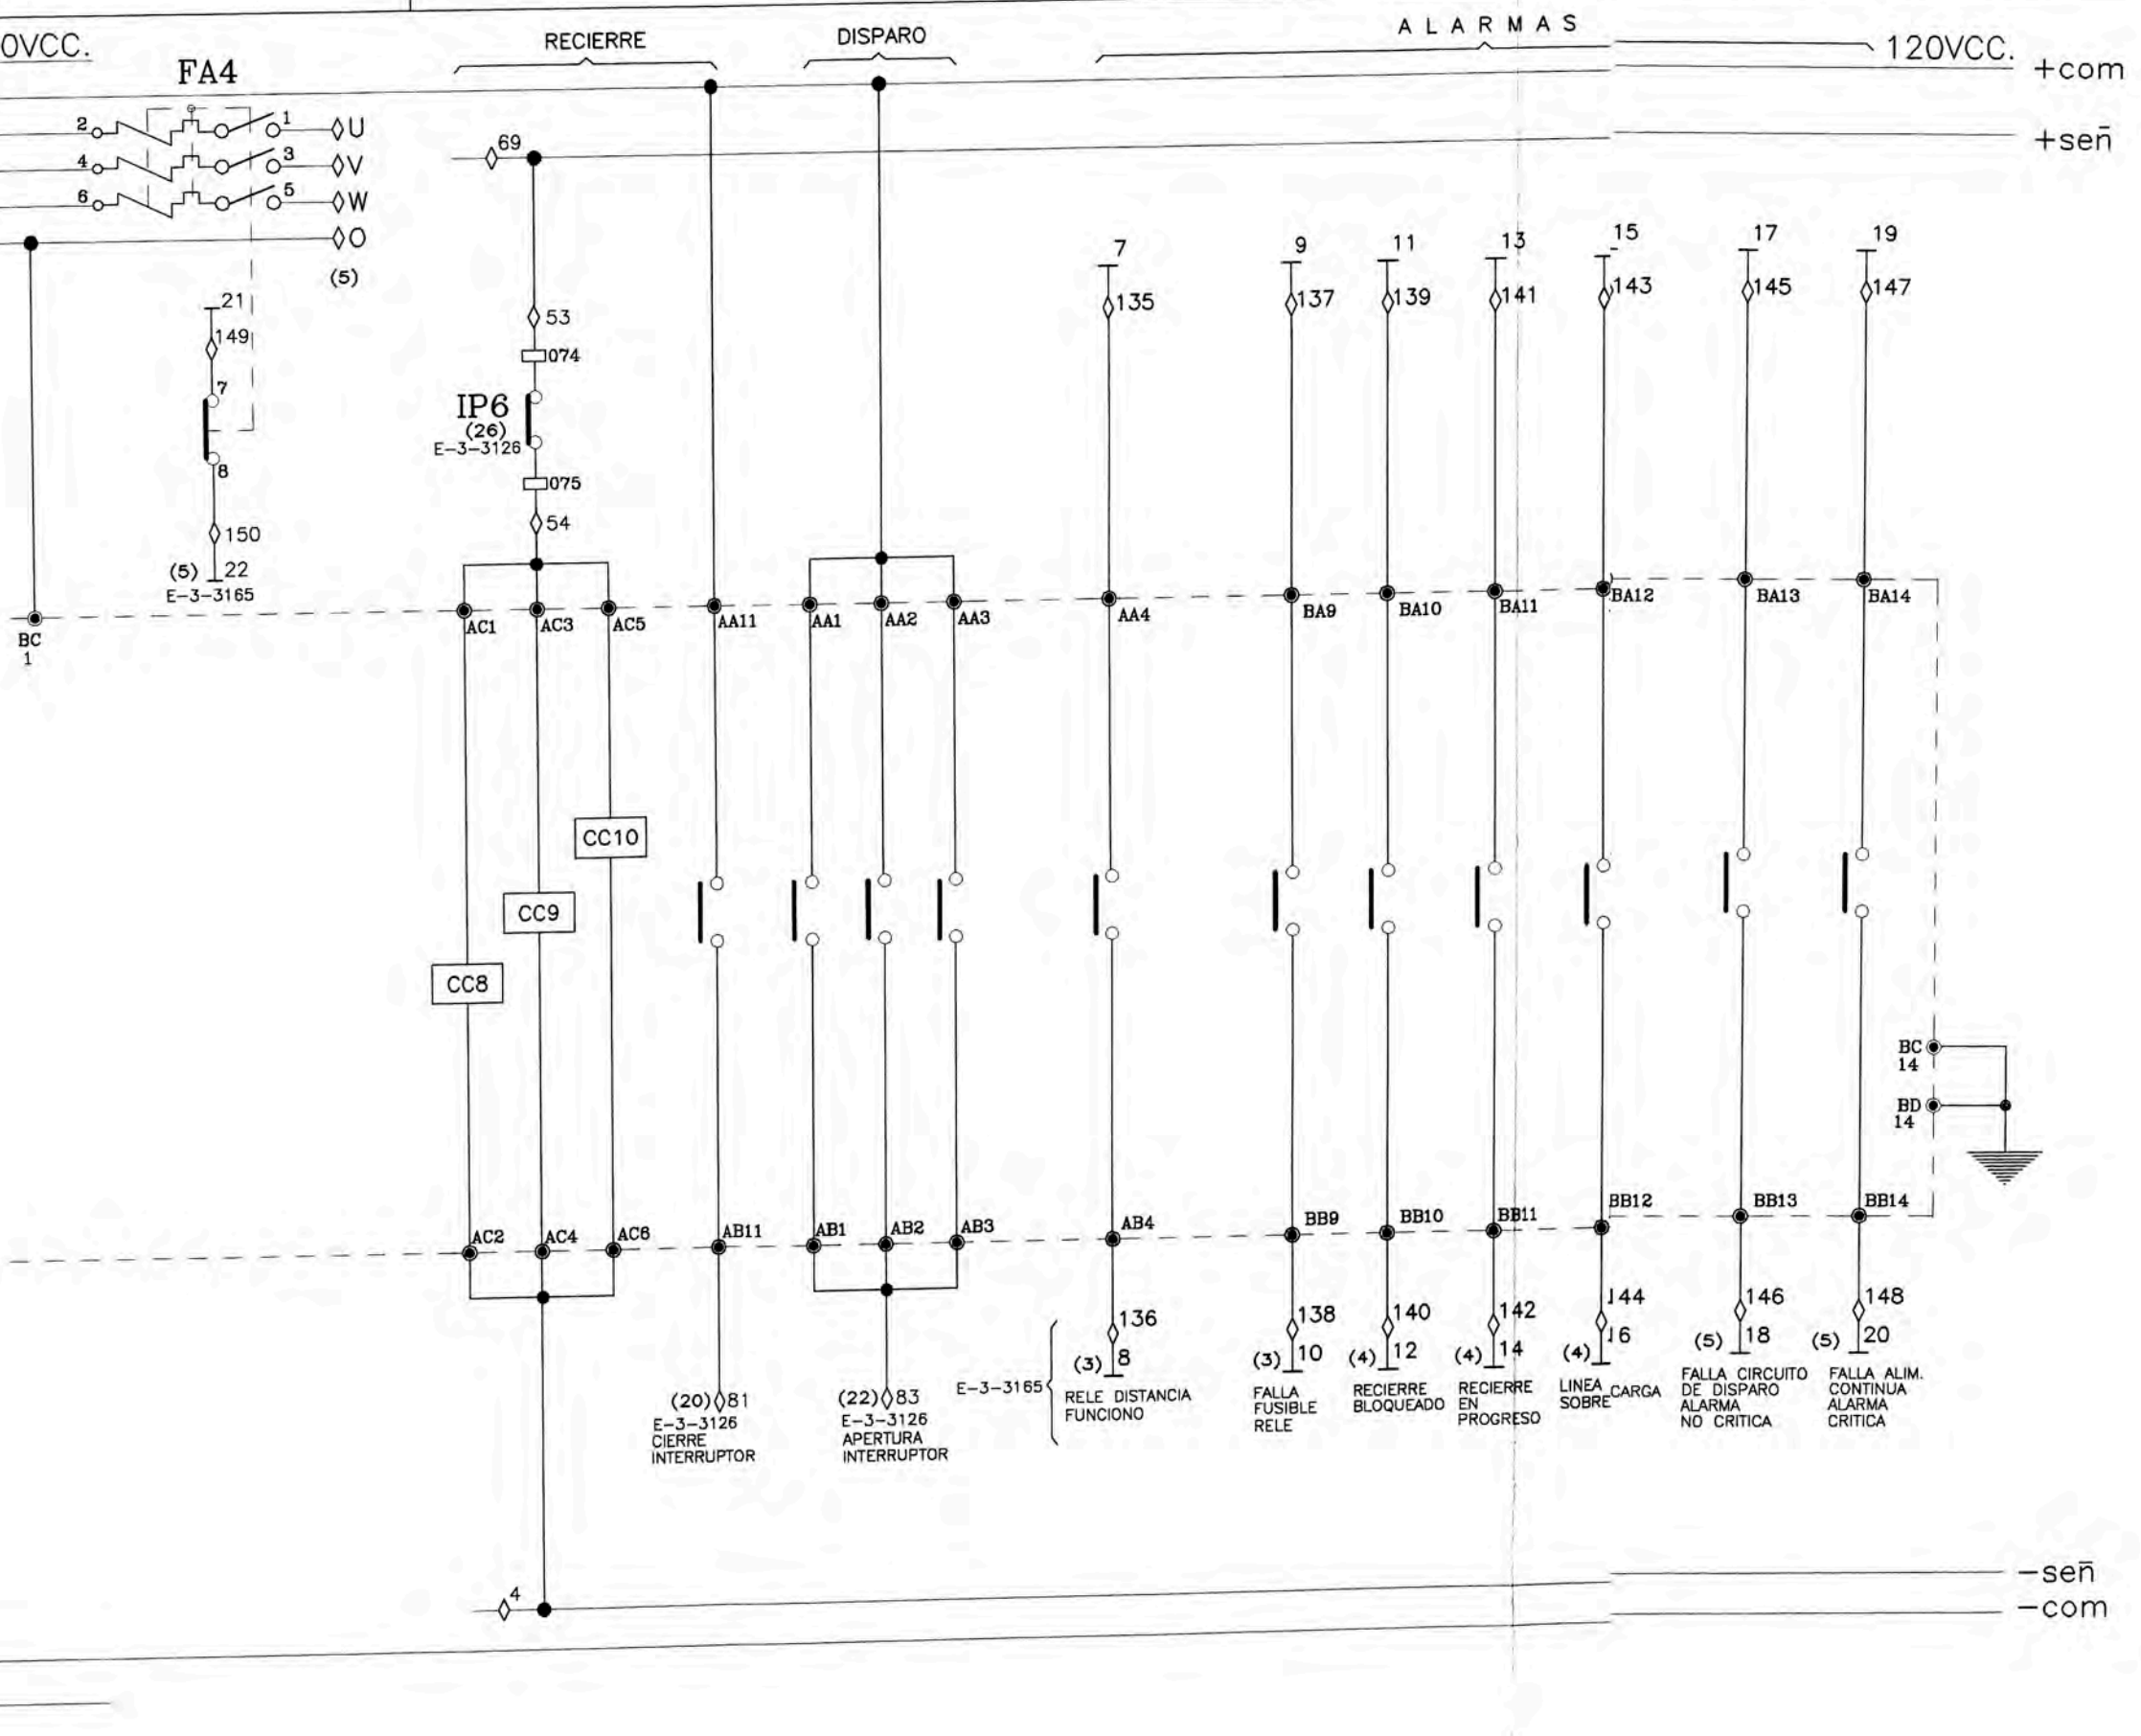 0VCC.
RECIERRE
DISPARO
A L A R M A S
120VCC.
+com
+señ
FA4
2
1
U
4
3
V
6
5
W
O
(5)
21
149
7
8
150
(5)
22
E-3-3165
BC
1
69
53
074
IP6
(26)
E-3-3126
075
54
7
135
9
137
11
139
13
141
15
143
17
145
19
147
AC1
AC3
AC5
AA11
AA1
AA2
AA3
AA4
BA9
BA10
BA11
BA12
BA13
BA14
CC10
CC9
CC8
BC
14
BD
14
AC2
AC4
AC6
AB11
AB1
AB2
AB3
AB4
BB9
BB10
BB11
BB12
BB13
BB14
(20) 81
E-3-3126
CIERRE
INTERRUPTOR
(22) 83
E-3-3126
APERTURA
INTERRUPTOR
E-3-3165
136
(3) 8
RELE DISTANCIA
FUNCIONO
138
(3) 10
FALLA
FUSIBLE
RELE
140
(4) 12
RECIERRE
BLOQUEADO
142
(4) 14
RECIERRE
EN
PROGRESO
144
(4) 16
LINEA
SOBRE CARGA
146
(5) 18
FALLA CIRCUITO
DE DISPARO
ALARMA
NO CRITICA
148
(5) 20
FALLA ALIM.
CONTINUA
ALARMA
CRITICA
4
-señ
-com